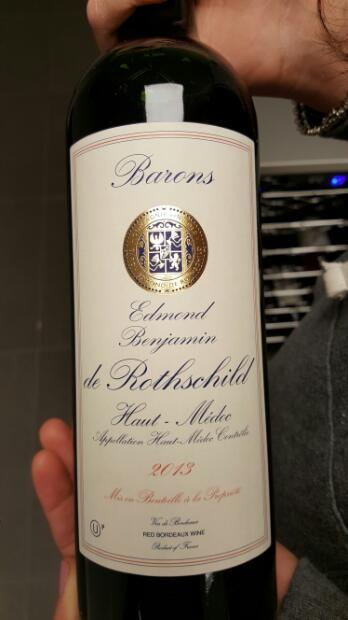 Barons
Edmond
Benjamin
de Rothschild
Haut - Médoc
Appellation Haut-Médoc Contrôlée
2013
Mis en Bouteille à la Propriété
Vin de Bordeaux
RED BORDEAUX WINE
Product of France
U P